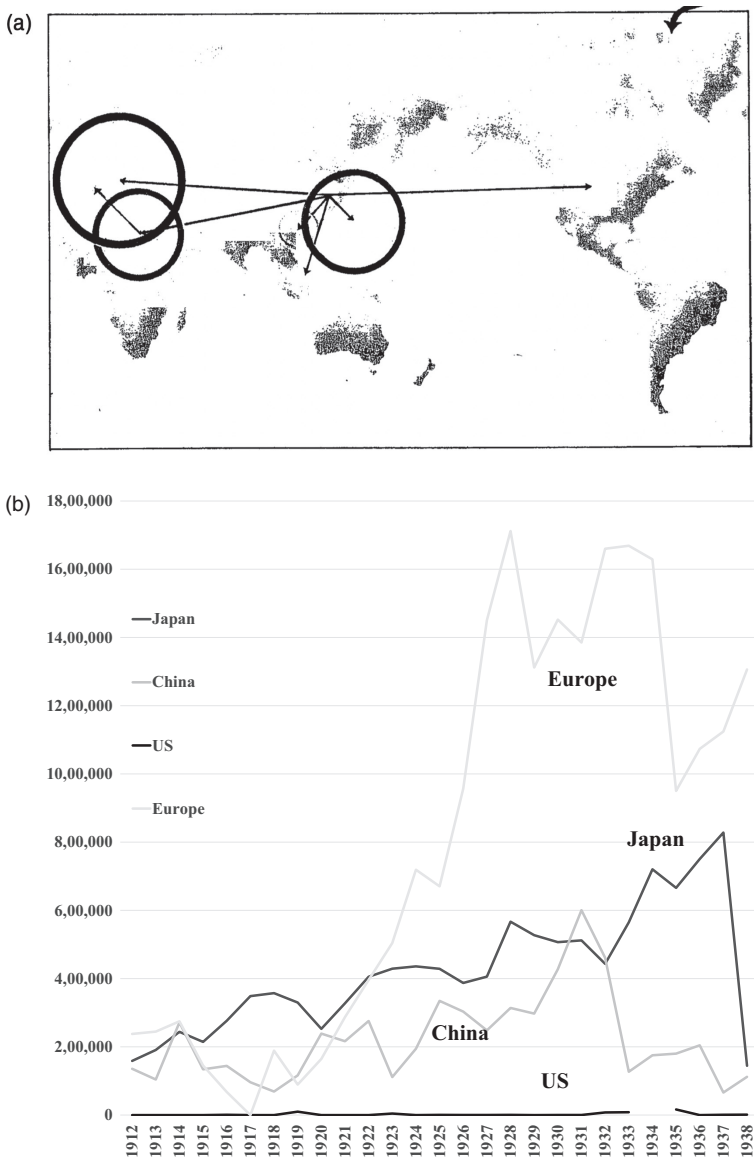 (a)
(b)
18,00,000
16,00,000
14,00,000
12,00,000
10,00,000
8,00,000
6,00,000
4,00,000
2,00,000
0
Japan
China
US
Europe
Europe
Japan
China
US
1912 1913 1914 1915 1916 1917 1918 1919 1920 1921 1922 1923 1924 1925 1926 1927 1928 1929 1930 1931 1932 1933 1934 1935 1936 1937 1938